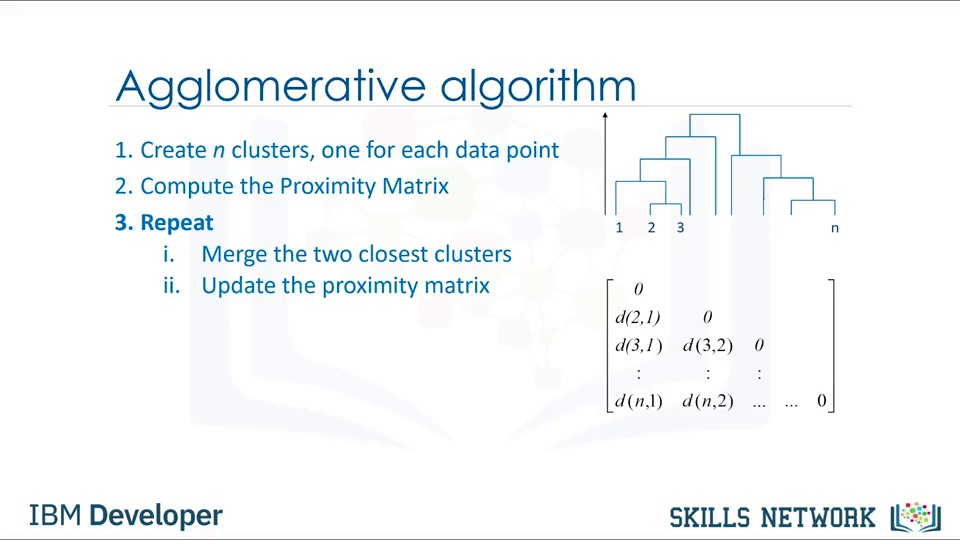 Agglomerative algorithm
1. Create n clusters, one for each data point
2. Compute the Proximity Matrix
3. Repeat
i. Merge the two closest clusters
ii. Update the proximity matrix
1 2 3 n
0
d(2,1) 0
d(3,1) d(3,2) 0
: : :
d(n,1) d(n,2) ... ... 0
IBM Developer
SKILLS NETWORK